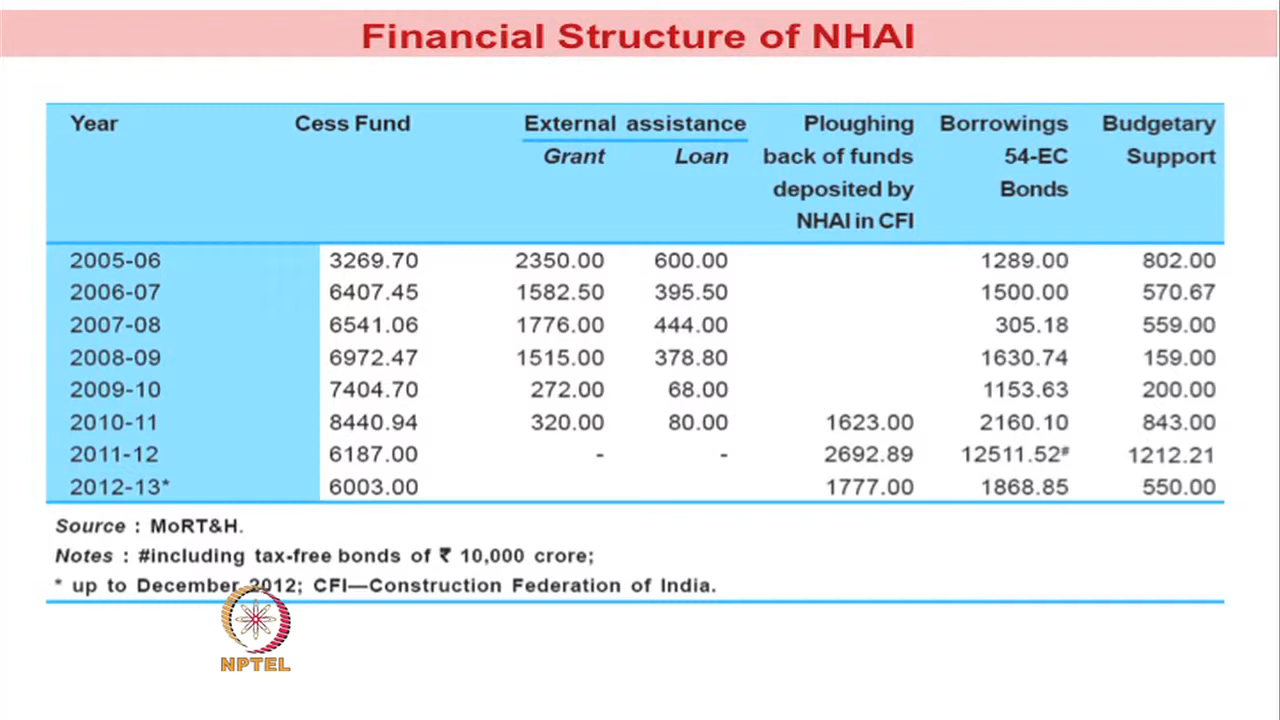 Financial Structure of NHAI
Year Cess Fund External assistance Ploughing Borrowings Budgetary
Grant Loan back of funds 54-EC Support
deposited by Bonds
NHAI in CFI
2005-06 3269.70 2350.00 600.00 1289.00 802.00
2006-07 6407.45 1582.50 395.50 1500.00 570.67
2007-08 6541.06 1776.00 444.00 305.18 559.00
2008-09 6972.47 1515.00 378.80 1630.74 159.00
2009-10 7404.70 272.00 68.00 1153.63 200.00
2010-11 8440.94 320.00 80.00 1623.00 2160.10 843.00
2011-12 6187.00 - - 2692.89 12511.52# 1212.21
2012-13* 6003.00 1777.00 1868.85 550.00
Source : MoRT&H.
Notes : #including tax-free bonds of ₹ 10,000 crore;
* up to December 2012; CFI—Construction Federation of India.
NPTEL